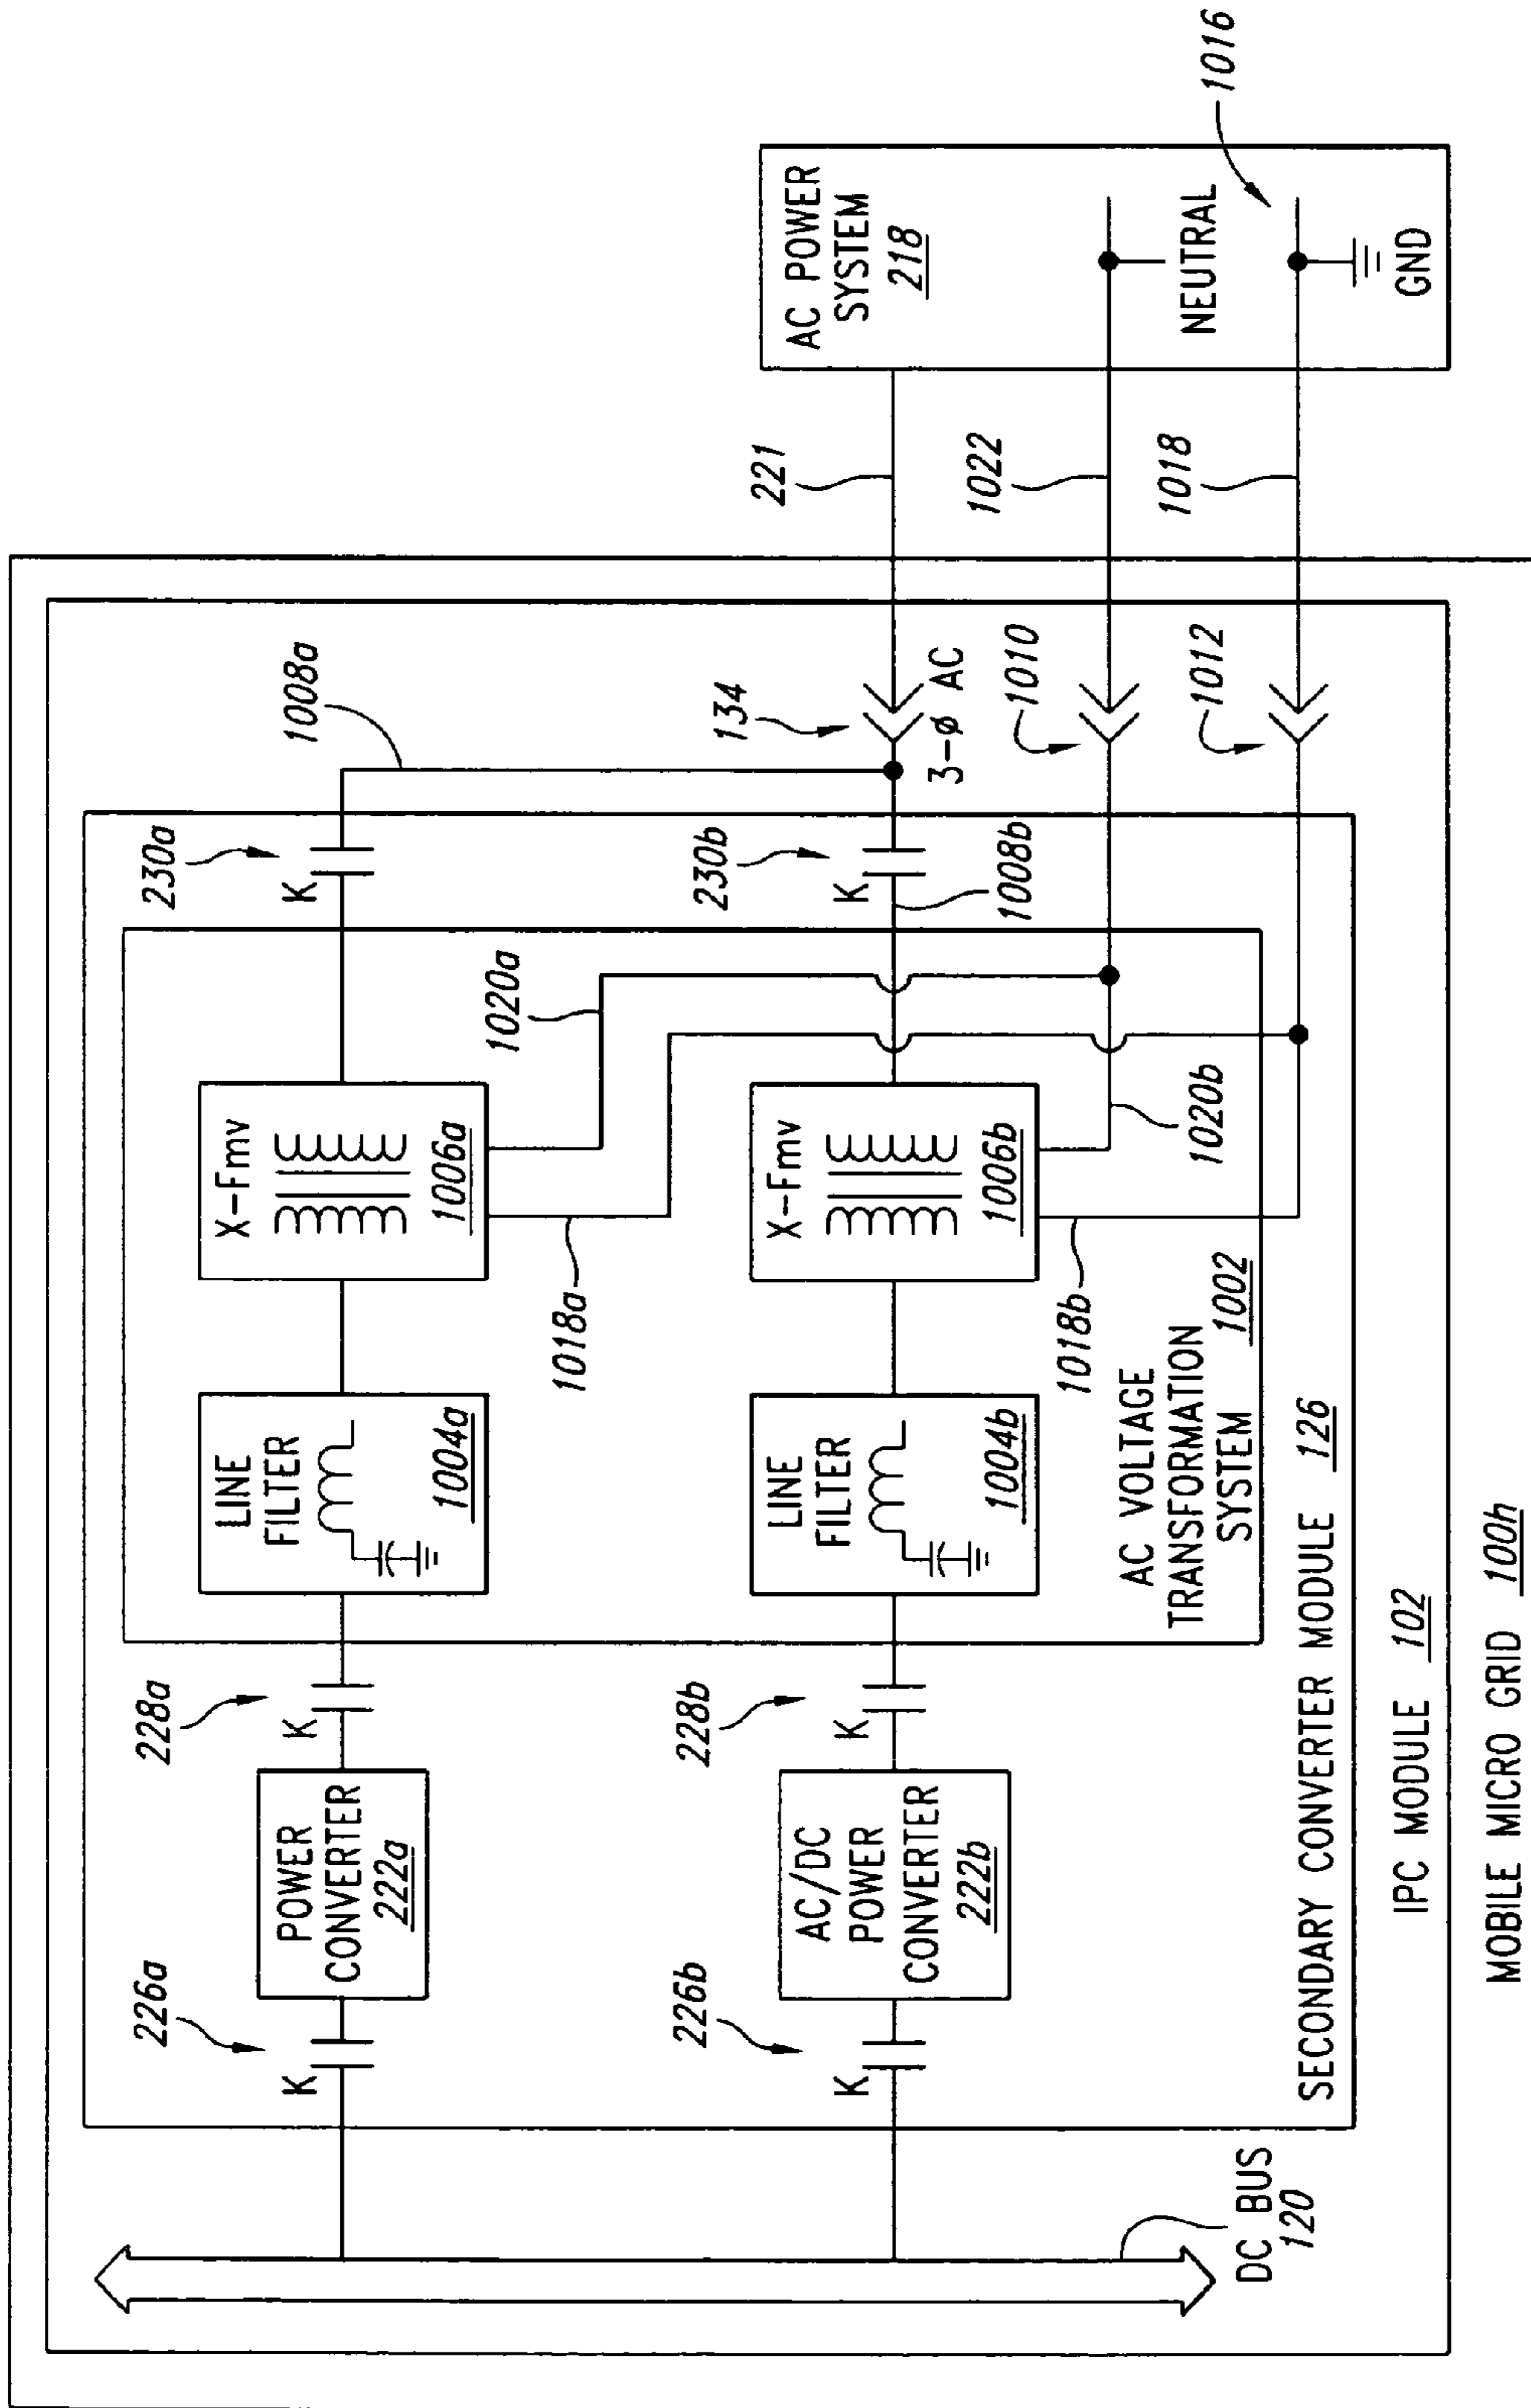 1008a
134
3-ø AC
1010
1012
221
1022
1018
AC POWER
SYSTEM
218
NEUTRAL
GND
1016
230a
K
230b
K
1008b
1020a
1020b
X-Fmv
1006a
X-Fmv
1006b
1018a
1018b
LINE
FILTER
1004a
LINE
FILTER
1004b
AC VOLTAGE
TRANSFORMATION
SYSTEM
1002
228a
K
228b
K
POWER
CONVERTER
222a
AC/DC
POWER
CONVERTER
222b
226a
K
226b
K
SECONDARY CONVERTER MODULE 126
DC BUS
120
IPC MODULE 102
MOBILE MICRO GRID 100h